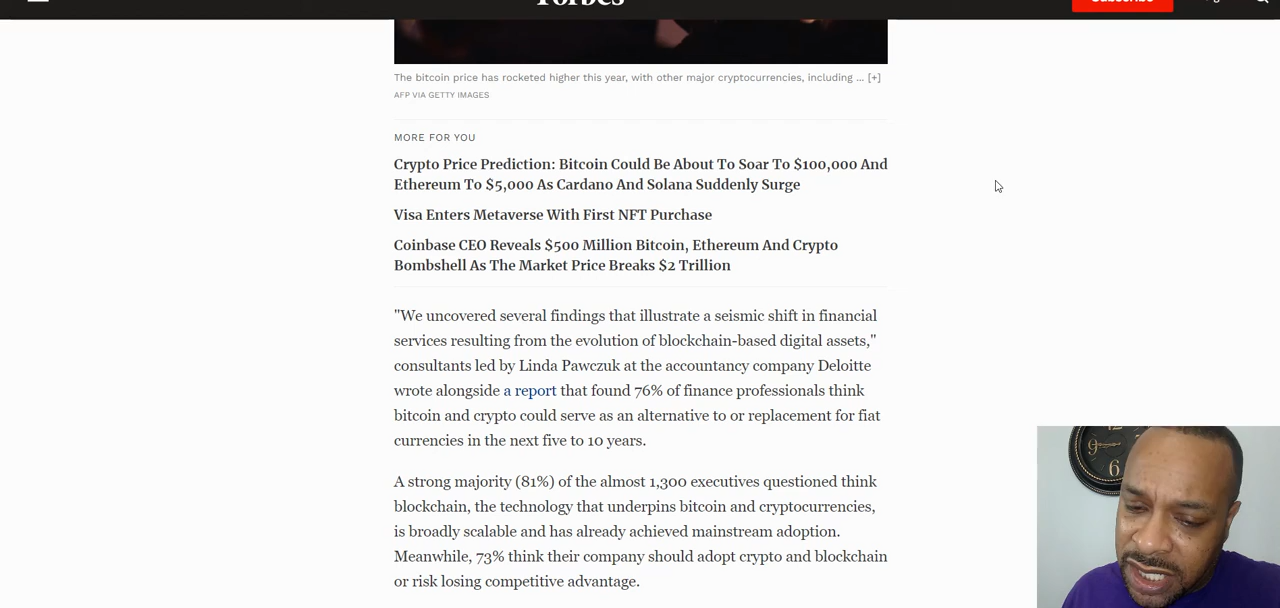 Forbes
Subscribe
The bitcoin price has rocketed higher this year, with other major cryptocurrencies, including ... [+]
AFP VIA GETTY IMAGES
MORE FOR YOU
Crypto Price Prediction: Bitcoin Could Be About To Soar To $100,000 And
Ethereum To $5,000 As Cardano And Solana Suddenly Surge
Visa Enters Metaverse With First NFT Purchase
Coinbase CEO Reveals $500 Million Bitcoin, Ethereum And Crypto
Bombshell As The Market Price Breaks $2 Trillion
"We uncovered several findings that illustrate a seismic shift in financial
services resulting from the evolution of blockchain-based digital assets,"
consultants led by Linda Pawczuk at the accountancy company Deloitte
wrote alongside a report that found 76% of finance professionals think
bitcoin and crypto could serve as an alternative to or replacement for fiat
currencies in the next five to 10 years.
A strong majority (81%) of the almost 1,300 executives questioned think
blockchain, the technology that underpins bitcoin and cryptocurrencies,
is broadly scalable and has already achieved mainstream adoption.
Meanwhile, 73% think their company should adopt crypto and blockchain
or risk losing competitive advantage.
9
6